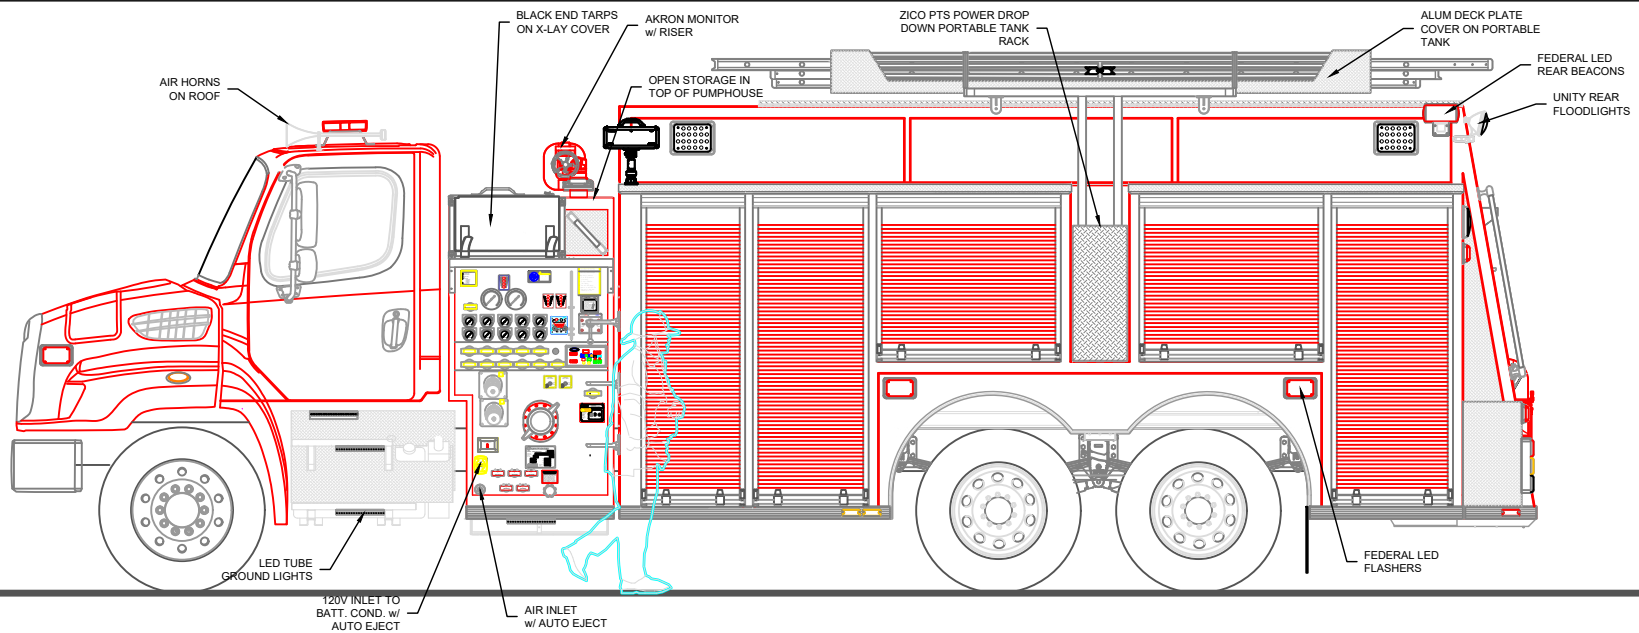 BLACK END TARPS
ON X-LAY COVER
AKRON MONITOR
w/ RISER
ZICO PTS POWER DROP
DOWN PORTABLE TANK
RACK
ALUM DECK PLATE
COVER ON PORTABLE
TANK
FEDERAL LED
REAR BEACONS
AIR HORNS
ON ROOF
OPEN STORAGE IN
TOP OF PUMPHOUSE
UNITY REAR
FLOODLIGHTS
LED TUBE
GROUND LIGHTS
FEDERAL LED
FLASHERS
120V INLET TO
BATT. COND. w/
AUTO EJECT
AIR INLET
w/ AUTO EJECT